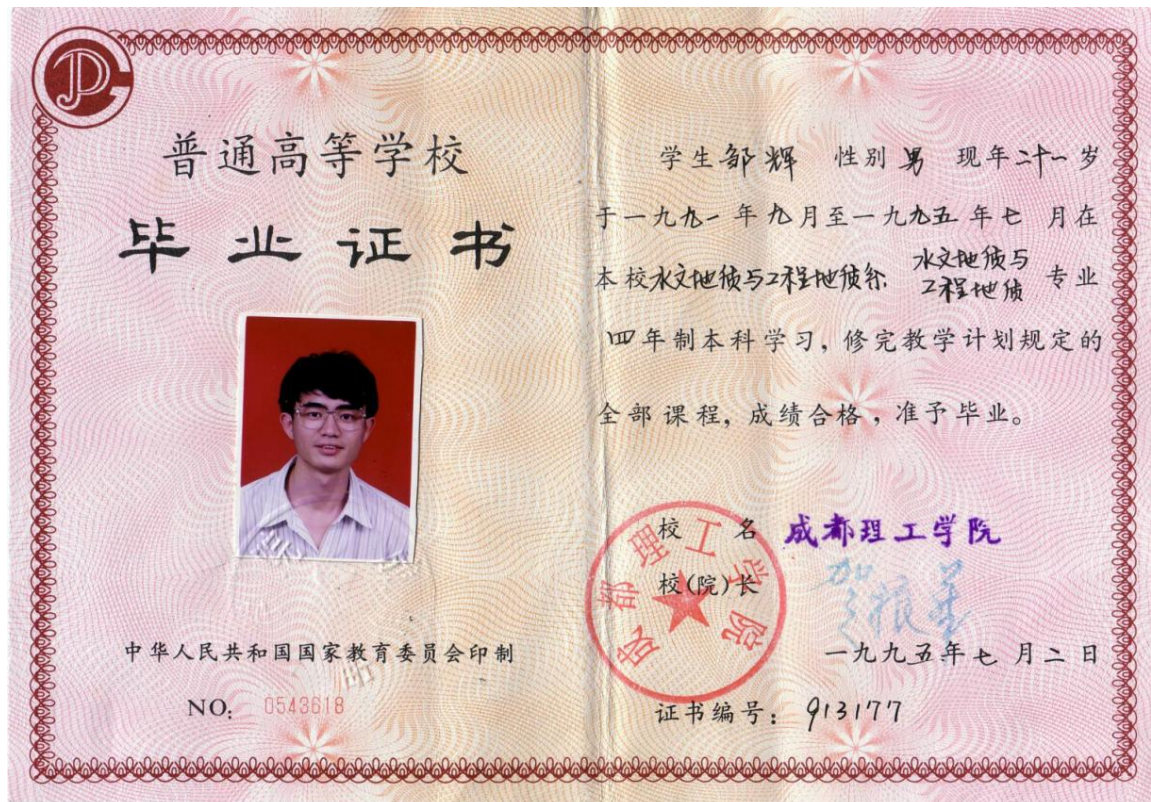 普通高等学校
毕业证书
中华人民共和国国家教育委员会印制
NO: 0543618
学生邹辉 性别男 现年二十一岁
于一九九一年九月至一九九五年七月在
本校水文地质与工程地质系 水文地质与工程地质 专业
四年制本科学习,修完教学计划规定的
全部课程,成绩合格,准予毕业。
校名 成都理工学院
校(院)长
一九九五年七月二日
证书编号:913177
成都理工学院